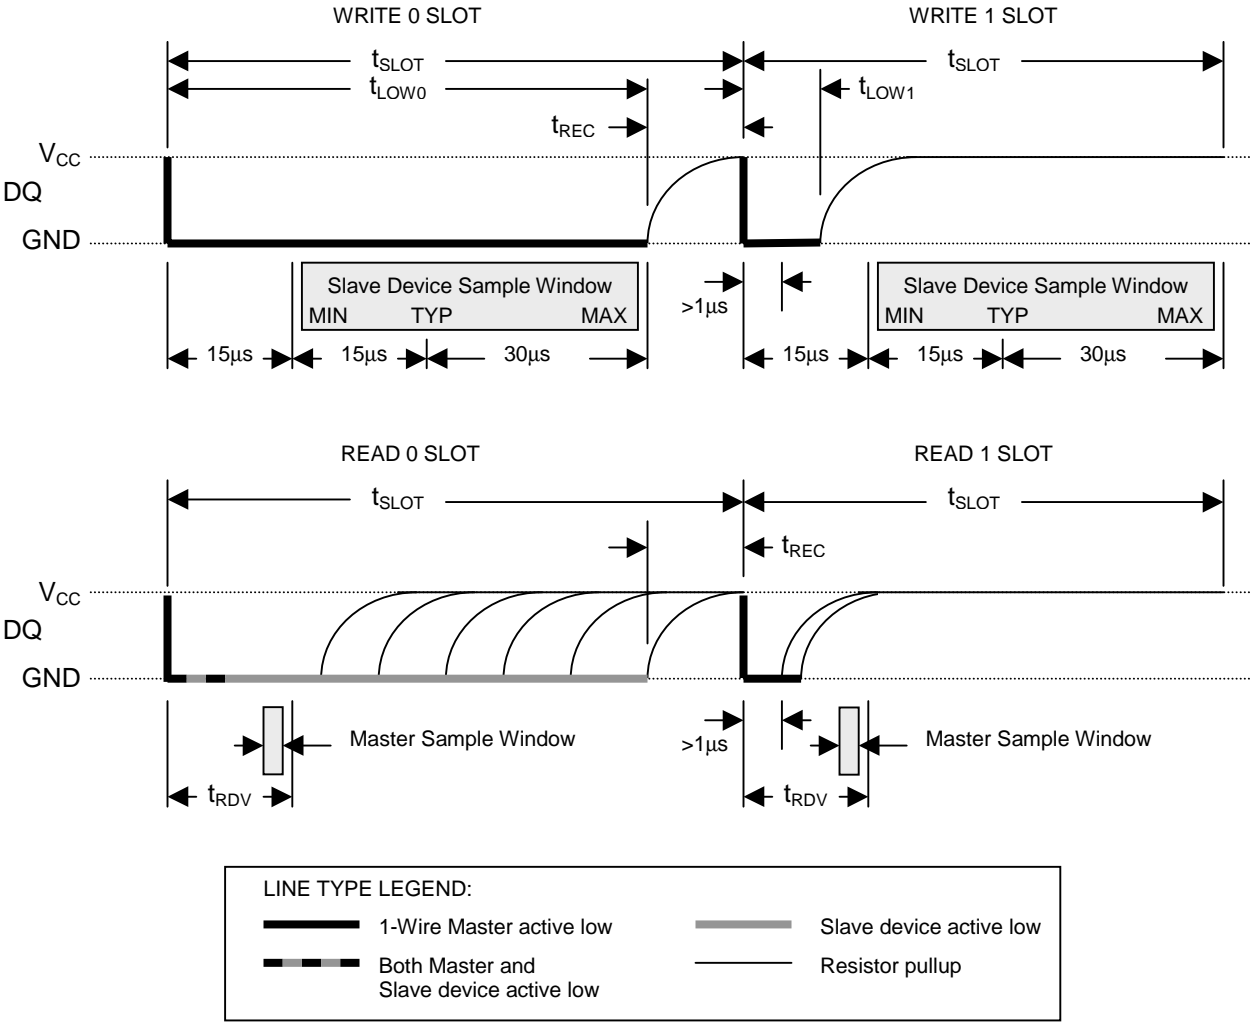 WRITE 0 SLOT WRITE 1 SLOT
tSLOT tSLOT
tLOW0 tLOW1
tREC
VCC
DQ
GND
Slave Device Sample Window Slave Device Sample Window
MIN TYP MAX MIN TYP MAX
>1µs
15µs 15µs 30µs 15µs 15µs 30µs
READ 0 SLOT READ 1 SLOT
tSLOT tSLOT
tREC
VCC
DQ
GND
Master Sample Window >1µs Master Sample Window
tRDV tRDV
LINE TYPE LEGEND:
1-Wire Master active low Slave device active low
Both Master and Resistor pullup
Slave device active low